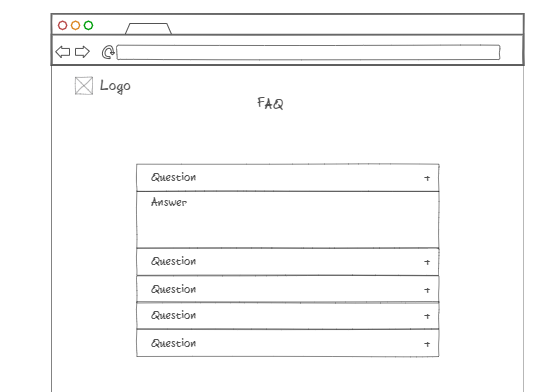 Logo
FAQ
Question +
Answer
Question +
Question +
Question +
Question +